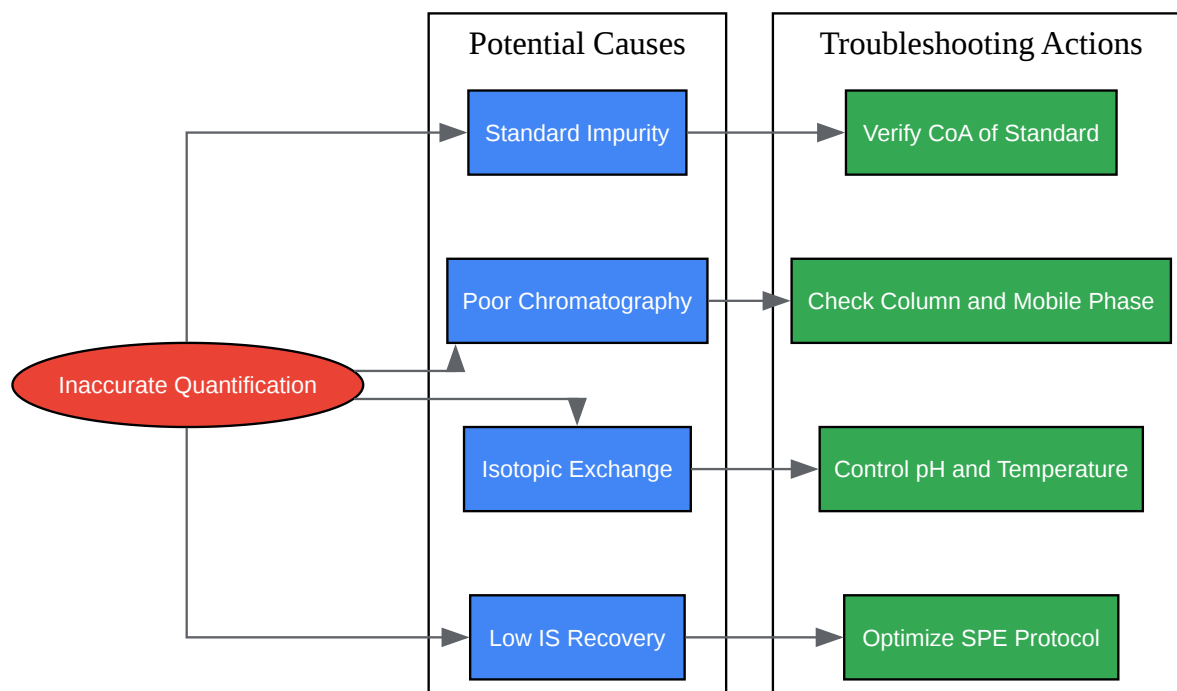 Potential Causes
Troubleshooting Actions
Standard Impurity
Verify CoA of Standard
Poor Chromatography
Check Column and Mobile Phase
Inaccurate Quantification
Isotopic Exchange
Control pH and Temperature
Low IS Recovery
Optimize SPE Protocol